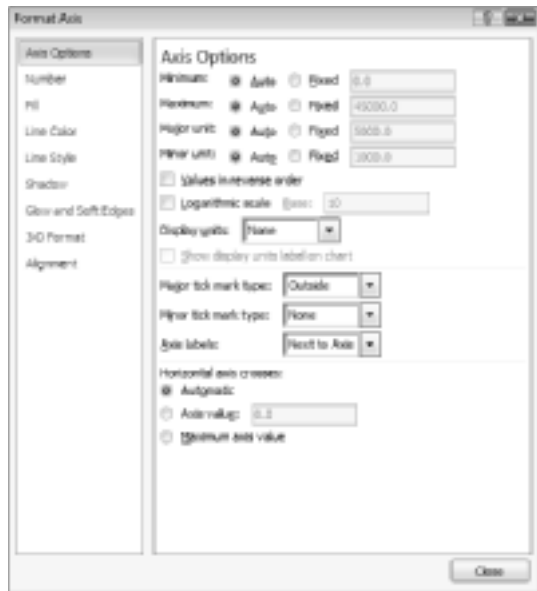 Format Axis
Axis Options
Number
Fill
Line Color
Line Style
Shadow
Glow and Soft Edges
3-D Format
Alignment
Axis Options
Minimum: Auto Fixed 0.0
Maximum: Auto Fixed 45000.0
Major unit: Auto Fixed 5000.0
Minor unit: Auto Fixed 1000.0
Values in reverse order
Logarithmic scale Base: 10
Display units: None
Show display units label on chart
Major tick mark type: Outside
Minor tick mark type: None
Axis labels: Next to Axis
Horizontal axis crosses:
Automatic
Axis value: 0.0
Maximum axis value
Close